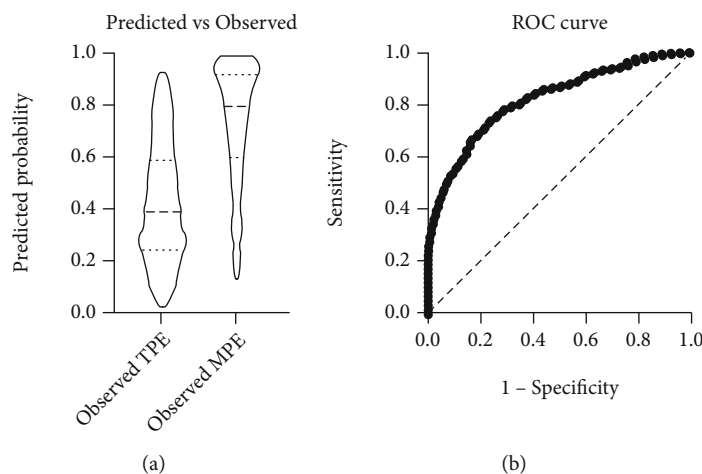 Predicted vs Observed
Predicted probability
1.0
0.8
0.6
0.4
0.2
0.0
Observed TPE
Observed MPE
(a)
ROC curve
Sensitivity
1.0
0.8
0.6
0.4
0.2
0.0
0.0 0.2 0.4 0.6 0.8 1.0
1 – Specificity
(b)